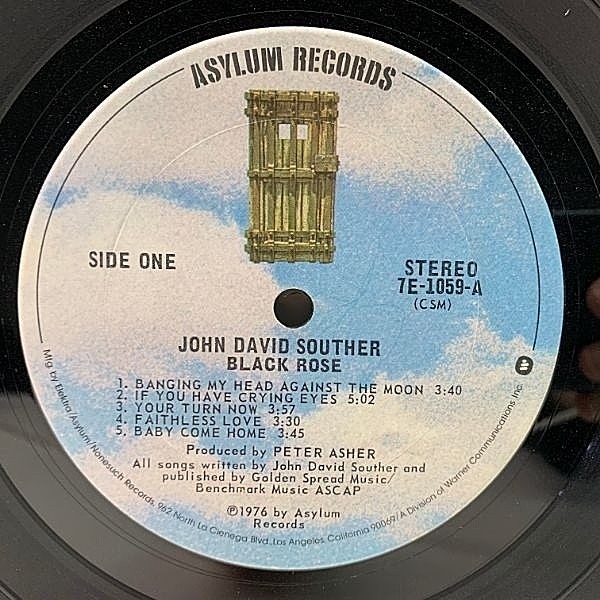 ASYLUM RECORDS
SIDE ONE
STEREO
7E-1059-A
(CSM)
JOHN DAVID SOUTHER
BLACK ROSE
1. BANGING MY HEAD AGAINST THE MOON 3:40
2. IF YOU HAVE CRYING EYES 5:02
3. YOUR TURN NOW 3:57
4. FAITHLESS LOVE 3:30
5. BABY COME HOME 3:45
Produced by PETER ASHER
All songs written by John David Souther and
published by Golden Spread Music/
Benchmark Music ASCAP
℗1976 by Asylum
Records
Mfg by Elektra/Asylum/Nonesuch Records, 962 North La Cienega Blvd., Los Angeles, California 90069/A Division of Warner Communications Inc.